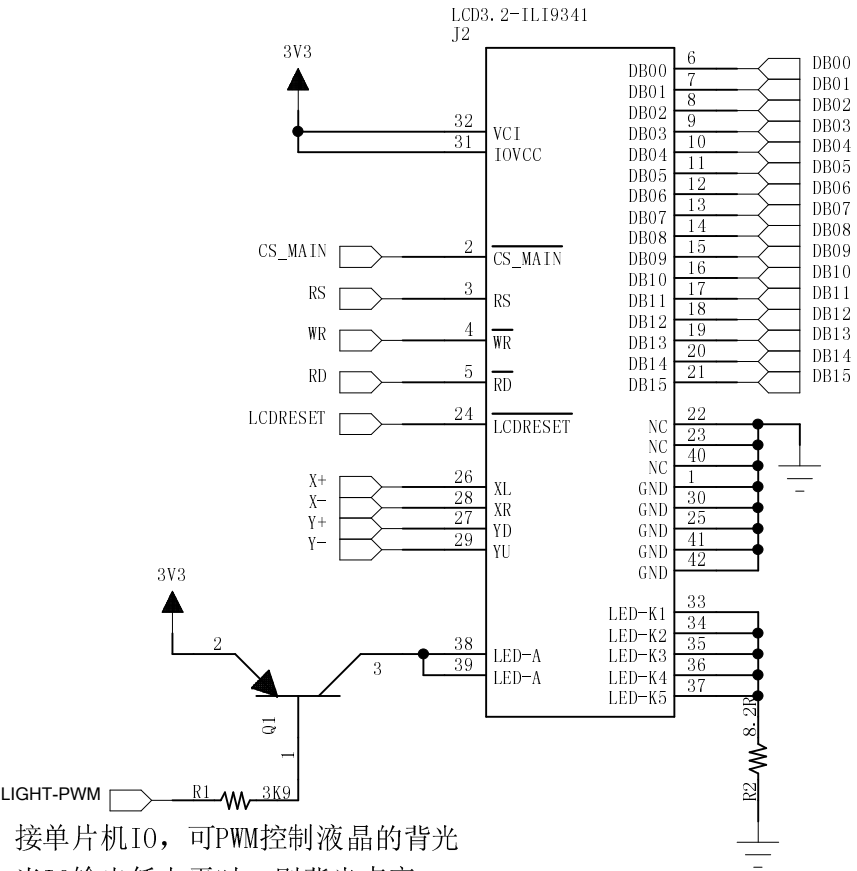 LCD3.2-ILI9341
J2
3V3
32
VCI
31
IOVCC
CS_MAIN
2
CS_MAIN
RS
3
RS
WR
4
WR
RD
5
RD
LCDRESET
24
LCDRESET
X+
26
XL
X-
28
XR
Y+
27
YD
Y-
29
YU
DB00
6
DB00
DB01
7
DB01
DB02
8
DB02
DB03
9
DB03
DB04
10
DB04
DB05
11
DB05
DB06
12
DB06
DB07
13
DB07
DB08
14
DB08
DB09
15
DB09
DB10
16
DB10
DB11
17
DB11
DB12
18
DB12
DB13
19
DB13
DB14
20
DB14
DB15
21
DB15
NC
22
NC
23
NC
40
GND
1
GND
30
GND
25
GND
41
GND
42
3V3
2
3
38
LED-A
39
LED-A
LED-K1
33
LED-K2
34
LED-K3
35
LED-K4
36
LED-K5
37
Q1
1
8.2R
R2
LIGHT-PWM
R1
3K9
接单片机IO，可PWM控制液晶的背光